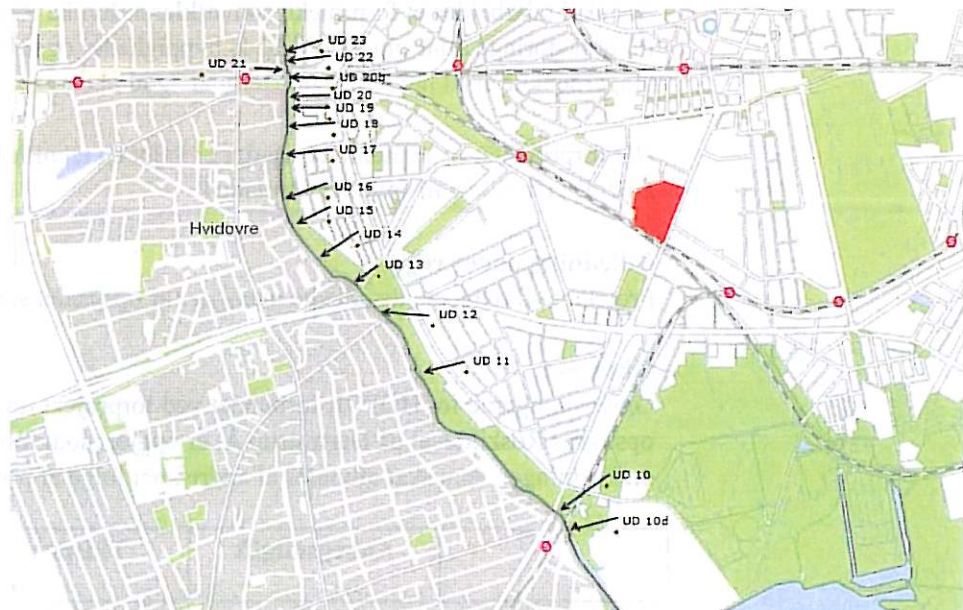 UD 23
UD 22
UD 21
UD 20b
UD 20
UD 19
UD 18
UD 17
UD 16
UD 15
Hvidovre
UD 14
UD 13
UD 12
UD 11
UD 10
UD 10d
S
S
S
S
S
S
S
S
S
S